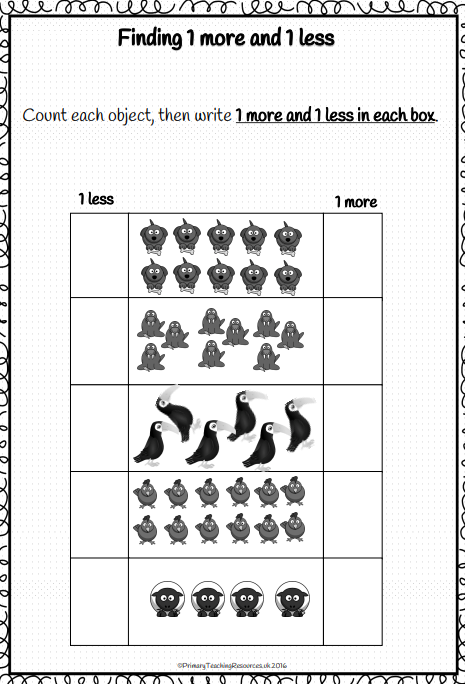 Finding 1 more and 1 less
Count each object, then write 1 more and 1 less in each box.
1 less
1 more
©PrimaryTeachingResources.uk 2016